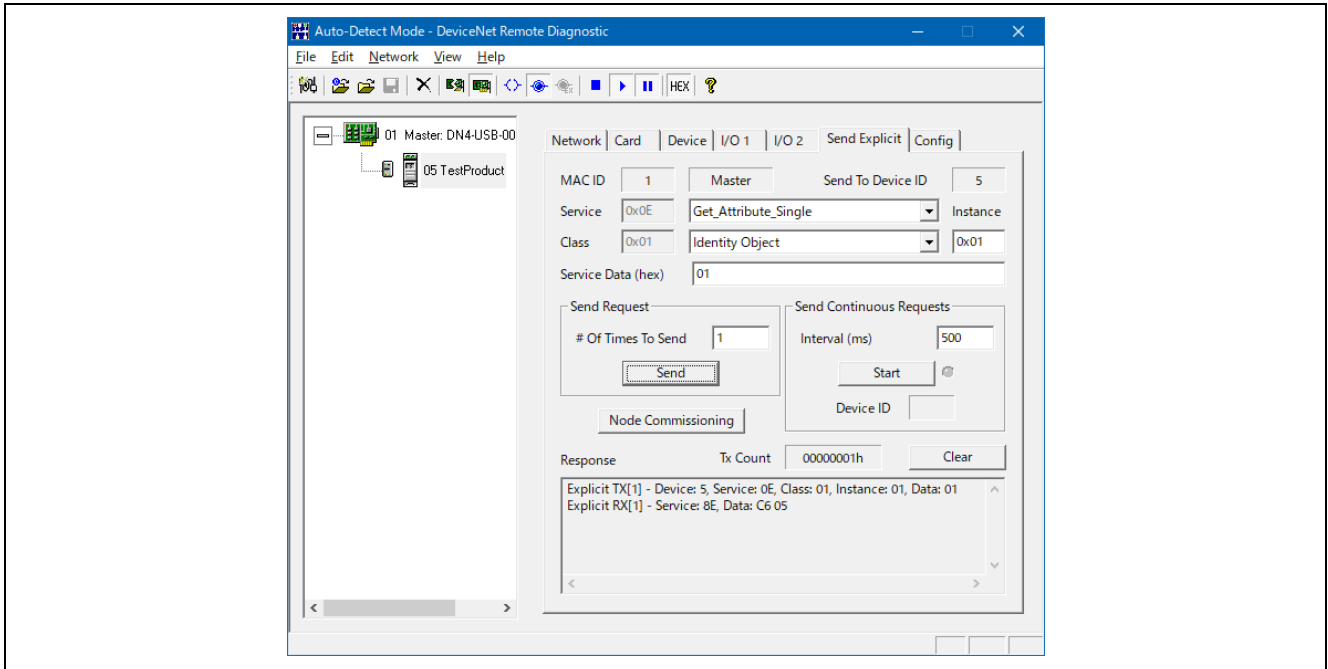 Auto-Detect Mode - DeviceNet Remote Diagnostic
File Edit Network View Help
HEX
01 Master: DN4-USB-00
05 TestProduct
Network Card Device I/O 1 I/O 2 Send Explicit Config
MAC ID 1 Master Send To Device ID 5
Service 0x0E Get_Attribute_Single Instance
Class 0x01 Identity Object 0x01
Service Data (hex) 01
Send Request Send Continuous Requests
# Of Times To Send 1 Interval (ms) 500
Send Start
Device ID
Node Commissioning
Response Tx Count 00000001h Clear
Explicit TX[1] - Device: 5, Service: 0E, Class: 01, Instance: 01, Data: 01
Explicit RX[1] - Service: 8E, Data: C6 05